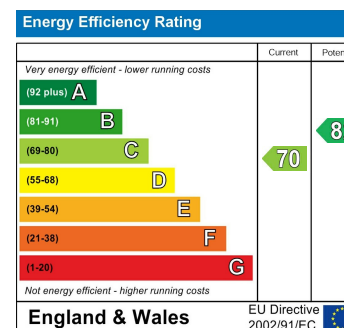 Energy Efficiency Rating
Current
Very energy efficient - lower running costs
(92 plus) A
(81-91) B
(69-80) C
70
(55-68) D
(39-54) E
(21-38) F
(1-20) G
Not energy efficient - higher running costs
England & Wales
EU Directive
2002/91/EC